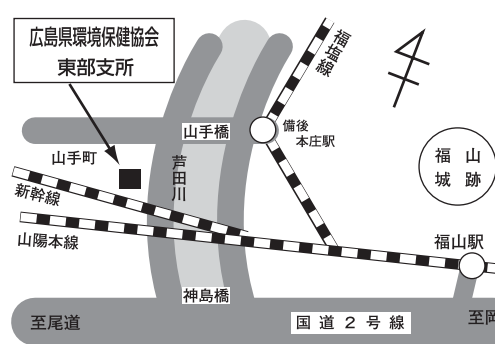 広島県環境保健協会
東部支所
福塩線
山手橋
備後
本庄駅
山手町
芦田川
福山
城跡
新幹線
山陽本線
福山駅
神島橋
至尾道
国道2号線
至岡